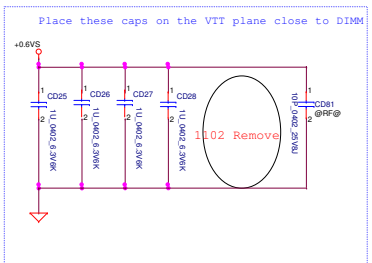 Place these caps on the VTT plane close to DIMM
+0.6VS
1
CD25
2
1U_0402_6.3V6K
1
CD26
2
1U_0402_6.3V6K
1
CD27
2
1U_0402_6.3V6K
1
CD28
2
1U_0402_6.3V6K
1102 Remove
1
CD81
@RF@
2
10P_0402_25V8J